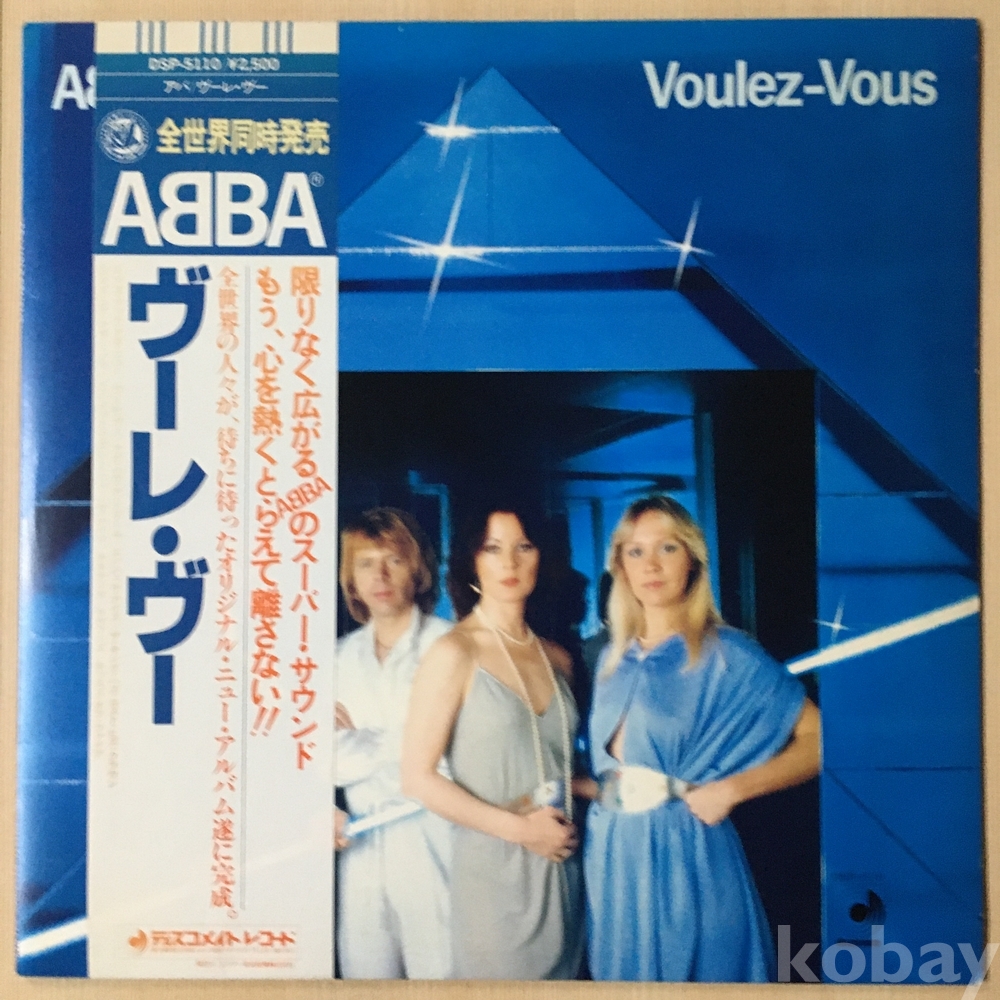 DSP-5110 ¥2,500
アバ/ヴーレ・ヴー
全世界同時発売
ABBA®
ヴーレ・ヴー
限りなく広がるABBAのスーパー・サウンド
もう、心を熱くとらえて離さない!!
全世界の人々が、待ちに待ったオリジナル・ニュー・アルバム遂に完成。
ディスコメイトレコード
AB
Voulez-Vous
kobay